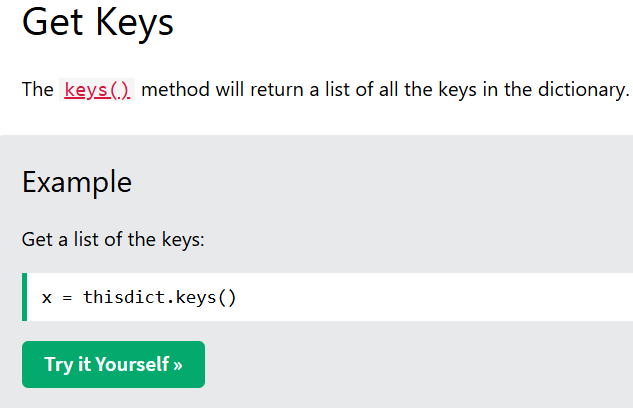 Get Keys
The keys() method will return a list of all the keys in the dictionary.
Example
Get a list of the keys:
x = thisdict.keys()
Try it Yourself »